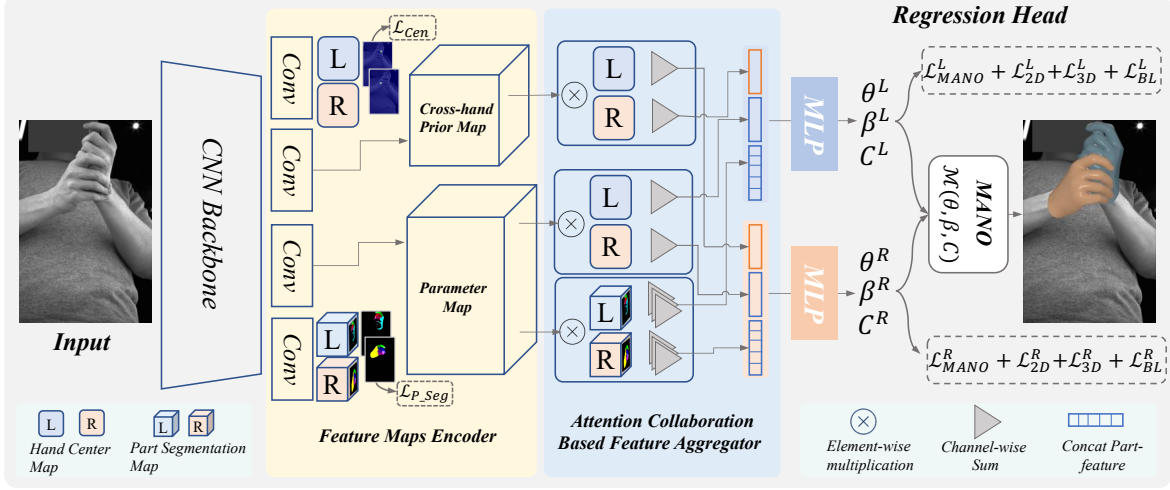 Regression Head
Input
CNN Backbone
Conv
Conv
Conv
Conv
L
R
ℒ_Cen
L
R
ℒ_P_Seg
Cross-hand
Prior Map
Parameter
Map
Feature Maps Encoder
L
R
L
R
L
R
Attention Collaboration
Based Feature Aggregator
MLP
MLP
θ^L
β^L
C^L
θ^R
β^R
C^R
ℒ^L_MANO + ℒ^L_2D +ℒ^L_3D + ℒ^L_BL
MANO
ℳ(θ, β, C)
ℒ^R_MANO + ℒ^R_2D +ℒ^R_3D + ℒ^R_BL
L
R
Hand Center
Map
L
R
Part Segmentation
Map
Element-wise
multiplication
Channel-wise
Sum
Concat Part-
feature